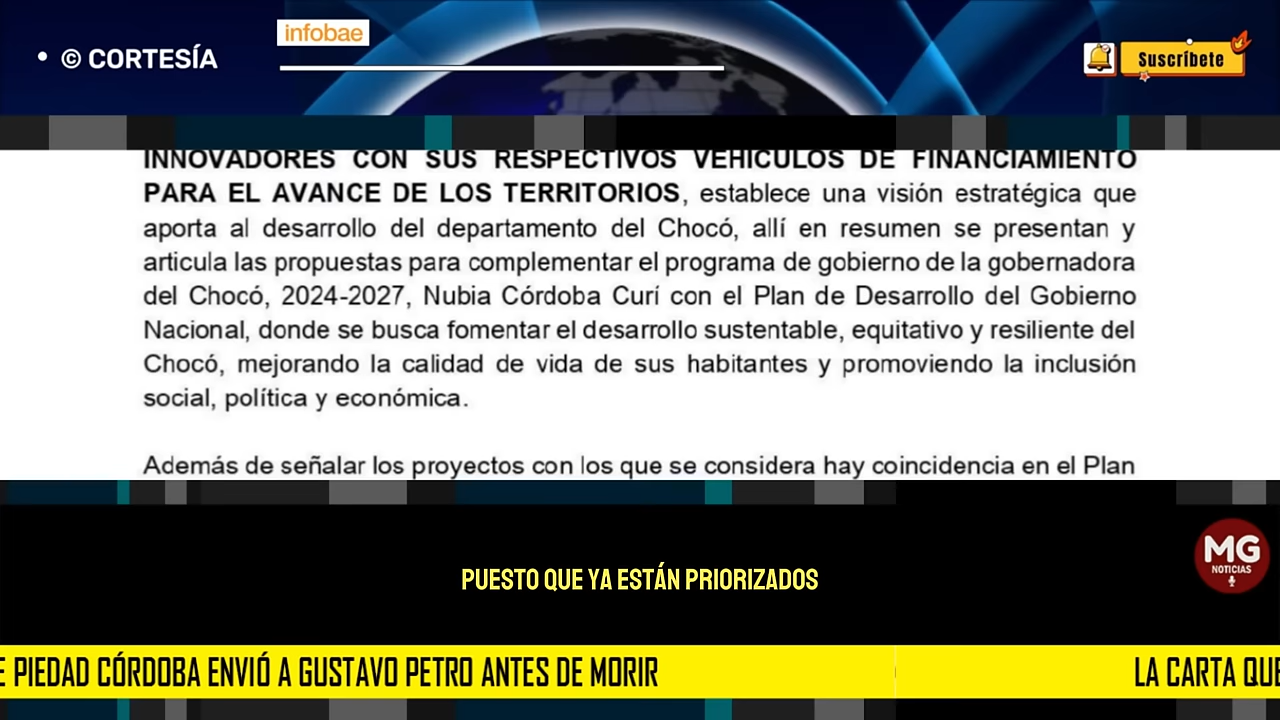 • © CORTESÍA
infobae
Suscríbete
INNOVADORES CON SUS RESPECTIVOS VEHÍCULOS DE FINANCIAMIENTO
PARA EL AVANCE DE LOS TERRITORIOS, establece una visión estratégica que
aporta al desarrollo del departamento del Chocó, allí en resumen se presentan y
articula las propuestas para complementar el programa de gobierno de la gobernadora
del Chocó, 2024-2027, Nubia Córdoba Curí con el Plan de Desarrollo del Gobierno
Nacional, donde se busca fomentar el desarrollo sustentable, equitativo y resiliente del
Chocó, mejorando la calidad de vida de sus habitantes y promoviendo la inclusión
social, política y económica.
Además de señalar los proyectos con los que se considera hay coincidencia en el Plan
MG
NOTICIAS
PUESTO QUE YA ESTÁN PRIORIZADOS
E PIEDAD CÓRDOBA ENVIÓ A GUSTAVO PETRO ANTES DE MORIR
LA CARTA QUE